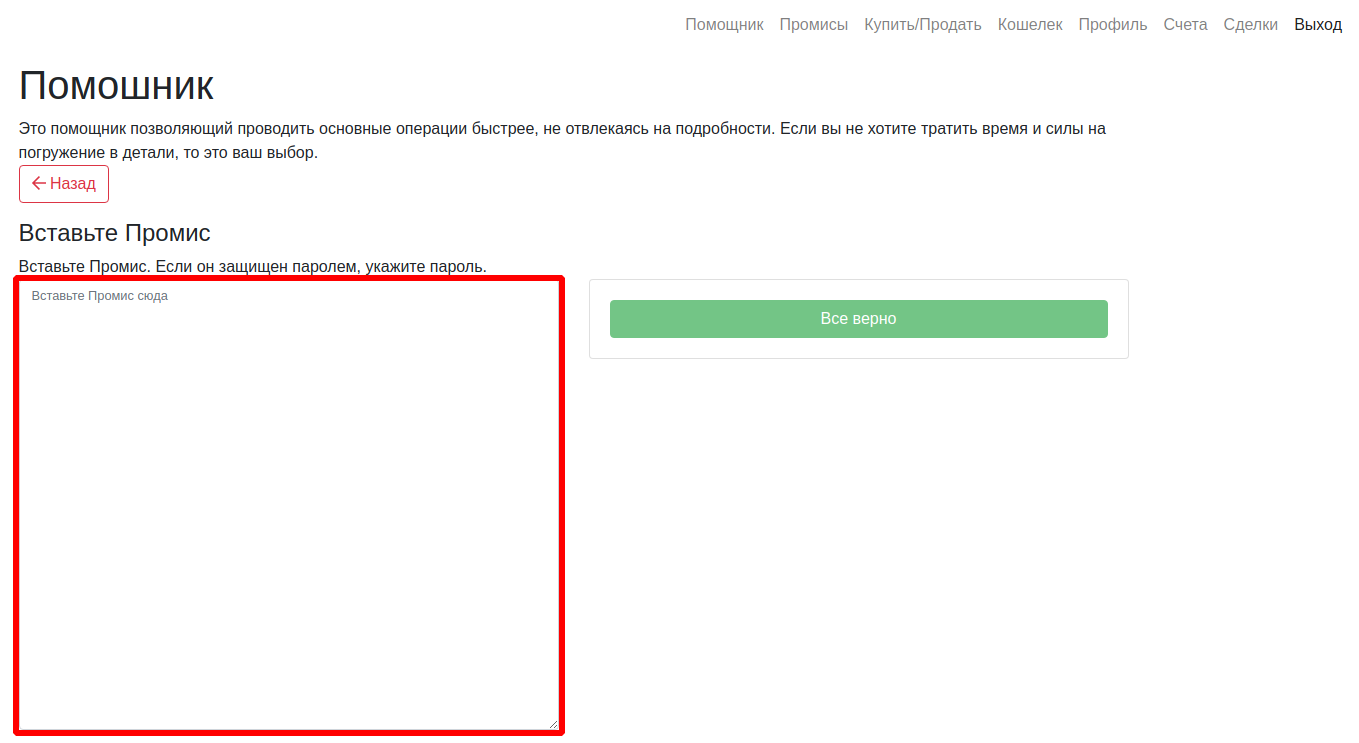 Помощник Промисы Купить/Продать Кошелек Профиль Счета Сделки Выход
Помошник
Это помощник позволяющий проводить основные операции быстрее, не отвлекаясь на подробности. Если вы не хотите тратить время и силы на
погружение в детали, то это ваш выбор.
Назад
Вставьте Промис
Вставьте Промис. Если он защищен паролем, укажите пароль.
Вставьте Промис сюда
Все верно